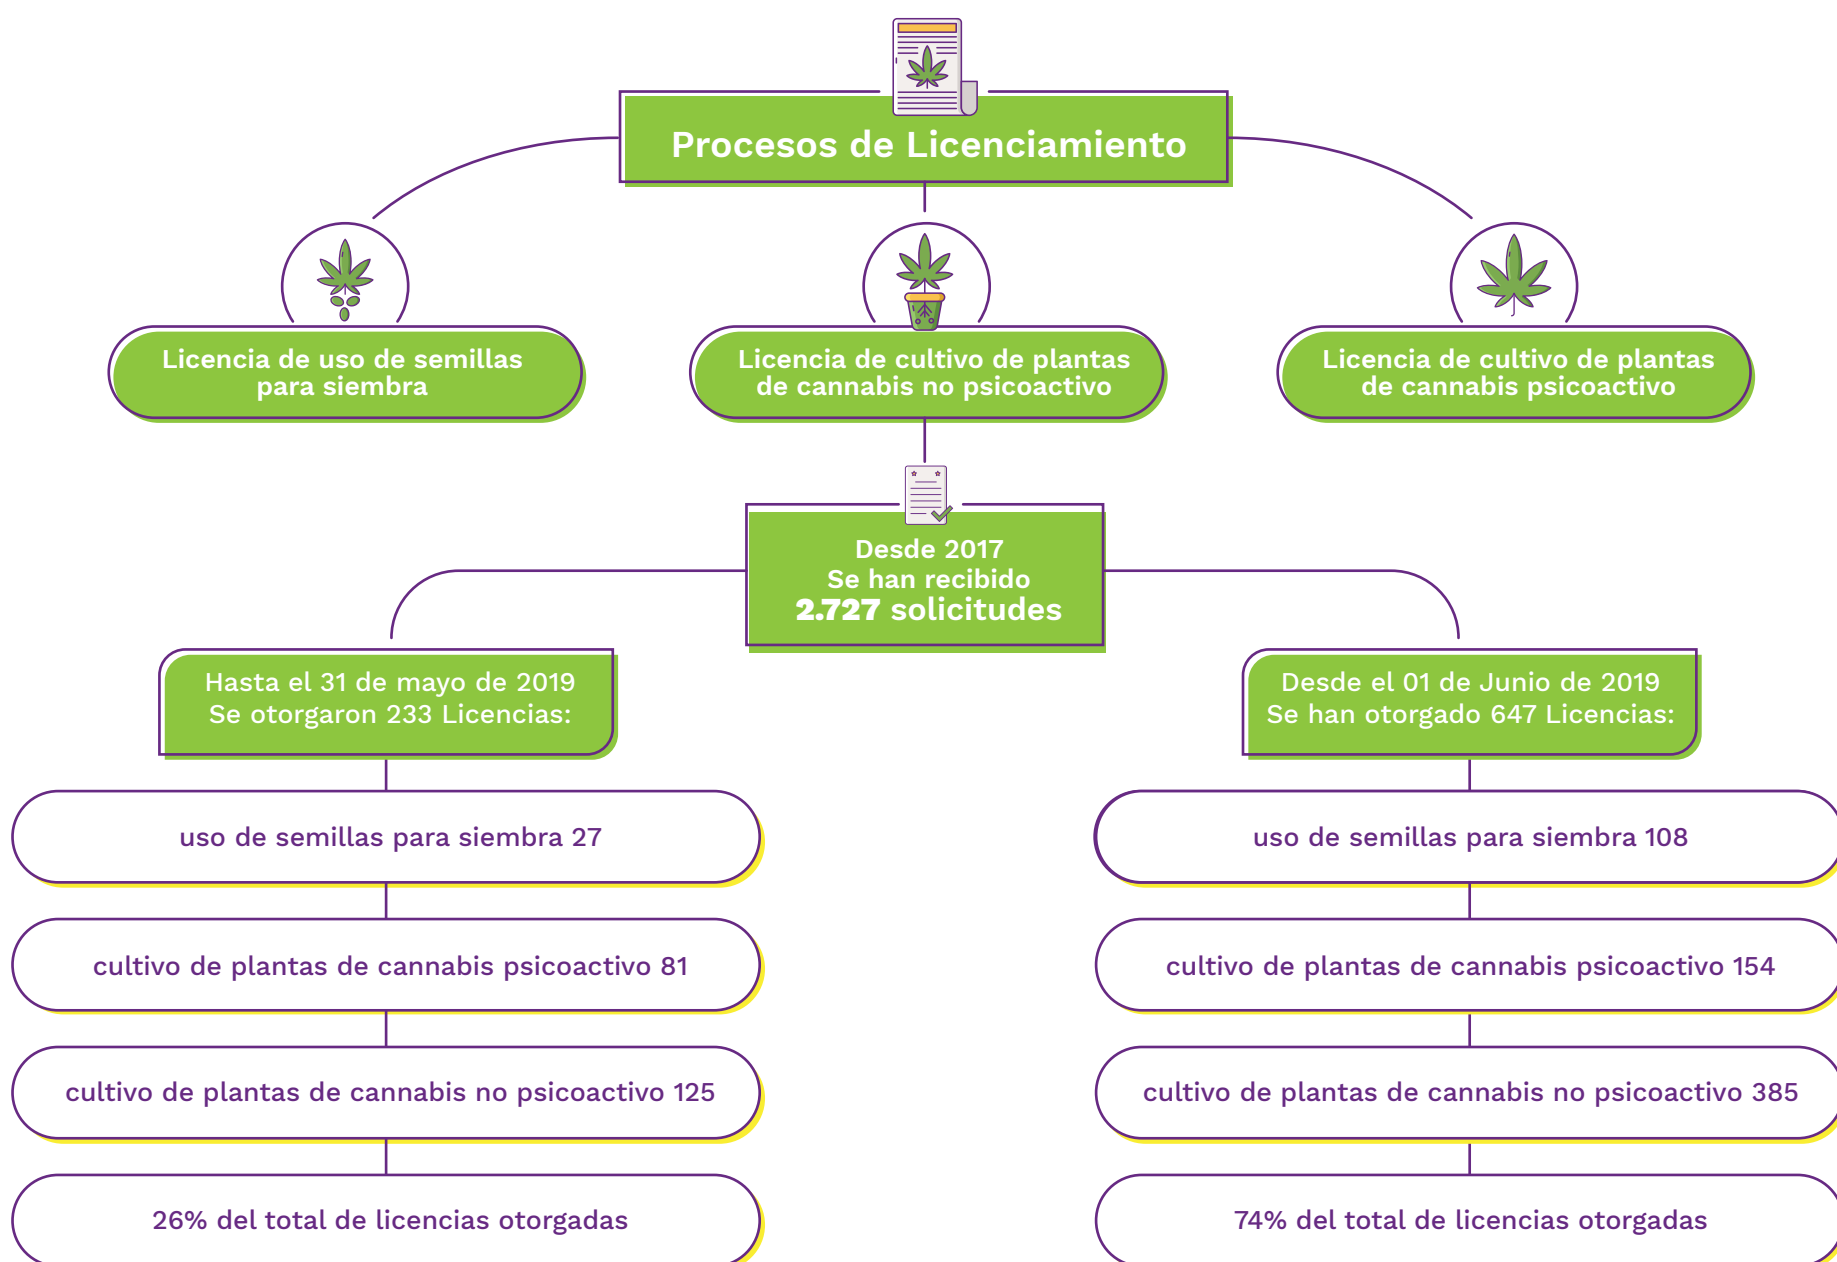 Procesos de Licenciamiento
Licencia de uso de semillas
para siembra
Licencia de cultivo de plantas
de cannabis no psicoactivo
Licencia de cultivo de plantas
de cannabis psicoactivo
Desde 2017
Se han recibido
2.727 solicitudes
Hasta el 31 de mayo de 2019
Se otorgaron 233 Licencias:
uso de semillas para siembra 27
cultivo de plantas de cannabis psicoactivo 81
cultivo de plantas de cannabis no psicoactivo 125
26% del total de licencias otorgadas
Desde el 01 de Junio de 2019
Se han otorgado 647 Licencias:
uso de semillas para siembra 108
cultivo de plantas de cannabis psicoactivo 154
cultivo de plantas de cannabis no psicoactivo 385
74% del total de licencias otorgadas